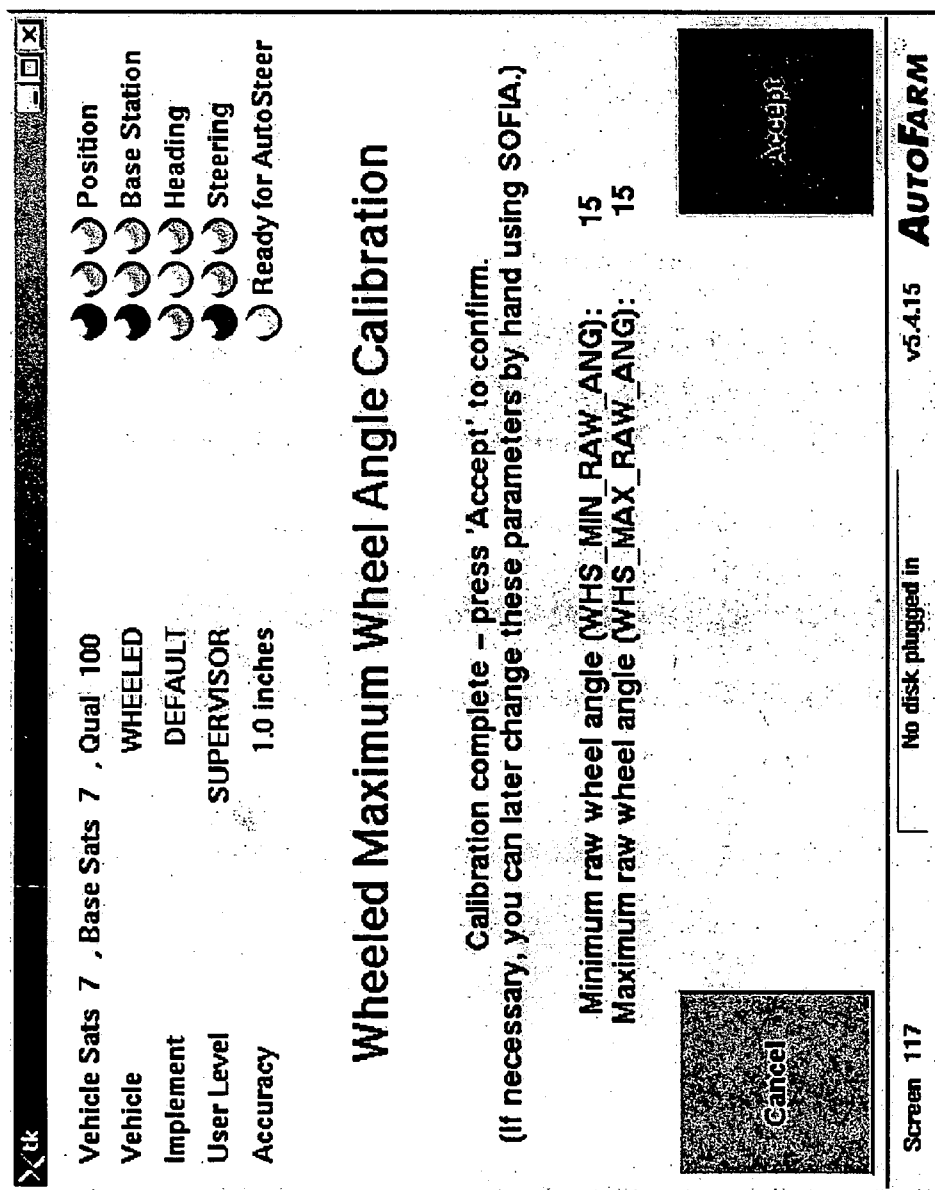 tk
Vehicle Sats 7 , Base Sats 7 , Qual 100
Position
Vehicle WHEELED
Base Station
Implement DEFAULT
Heading
User Level SUPERVISOR
Steering
Accuracy 1.0 inches
Ready for AutoSteer
Wheeled Maximum Wheel Angle Calibration
Calibration complete – press 'Accept' to confirm.
(If necessary, you can later change these parameters by hand using SOFIA.)
Minimum raw wheel angle (WHS_MIN_RAW_ANG): 15
Maximum raw wheel angle (WHS_MAX_RAW_ANG): 15
Cancel
Accept
Screen 117
No disk plugged in
v5.4.15
AUTOFARM